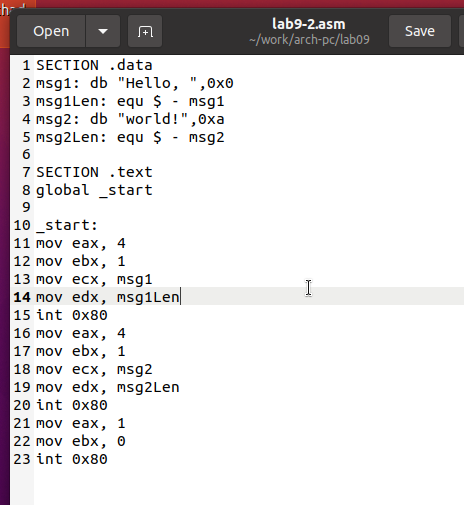 hed
Open
lab9-2.asm
~/work/arch-pc/lab09
Save
1 SECTION .data
2 msg1: db "Hello, ",0x0
3 msg1Len: equ $ - msg1
4 msg2: db "world!",0xa
5 msg2Len: equ $ - msg2
6
7 SECTION .text
8 global _start
9
10 _start:
11 mov eax, 4
12 mov ebx, 1
13 mov ecx, msg1
14 mov edx, msg1Len
15 int 0x80
16 mov eax, 4
17 mov ebx, 1
18 mov ecx, msg2
19 mov edx, msg2Len
20 int 0x80
21 mov eax, 1
22 mov ebx, 0
23 int 0x80